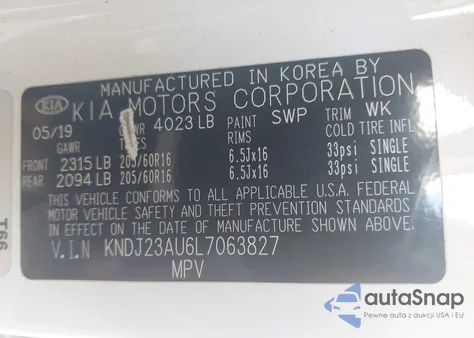 MANUFACTURED IN KOREA BY
KIA KIA MOTORS CORPORATION
05/19 GVWR 4023 LB PAINT SWP TRIM WK
GAWR TIRES RIMS COLD TIRE INFL
FRONT 2315 LB 205/60R16 6.5Jx16 33psi SINGLE
REAR 2094 LB 205/60R16 6.5Jx16 33psi SINGLE
THIS VEHICLE CONFORMS TO ALL APPLICABLE U.S.A. FEDERAL
MOTOR VEHICLE SAFETY AND THEFT PREVENTION STANDARDS
IN EFFECT ON THE DATE OF MANUFACTURE SHOWN ABOVE.
V.I.N KNDJ23AU6L7063827
MPV
199
autoSnap
Pewne auta z aukcji USA i EU